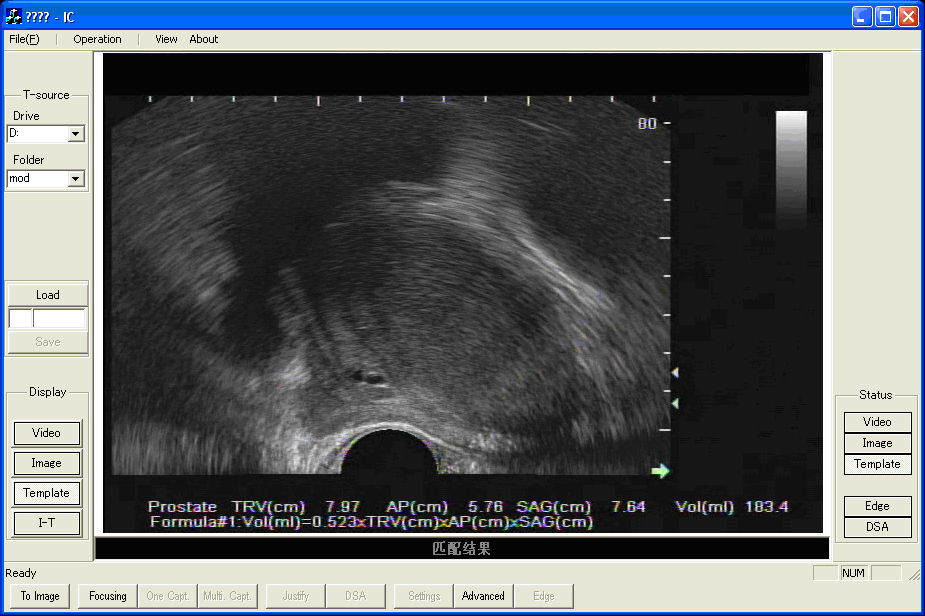 ???? - IC
File(F) Operation View About
T-source
Drive
D:
Folder
mod
Load
Save
Display
Video
Image
Template
I-T
80
Prostate TRV(cm) 7.97 AP(cm) 5.76 SAG(cm) 7.64 Vol(ml) 183.4
Formula#1:Vol(ml)=0.523xTRV(cm)xAP(cm)xSAG(cm)
匹配结果
Status
Video
Image
Template
Edge
DSA
Ready NUM
To Image Focusing One Capt. Multi. Capt. Justify DSA Settings Advanced Edge